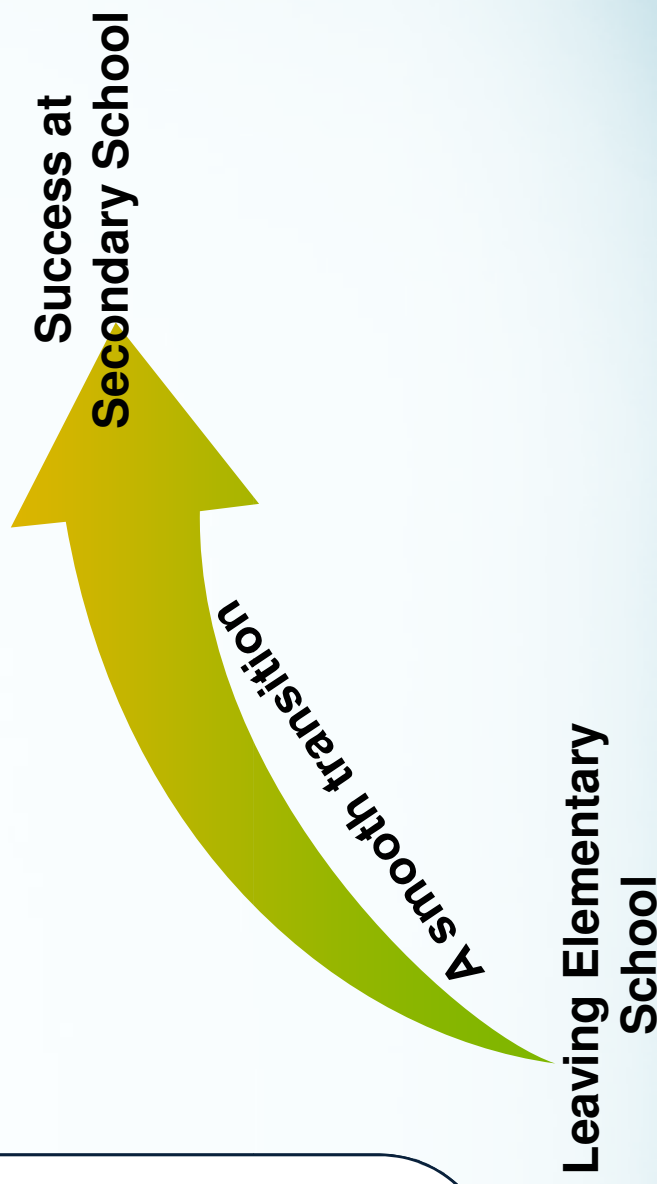 Success at
Secondary School
A smooth transition
Leaving Elementary
School